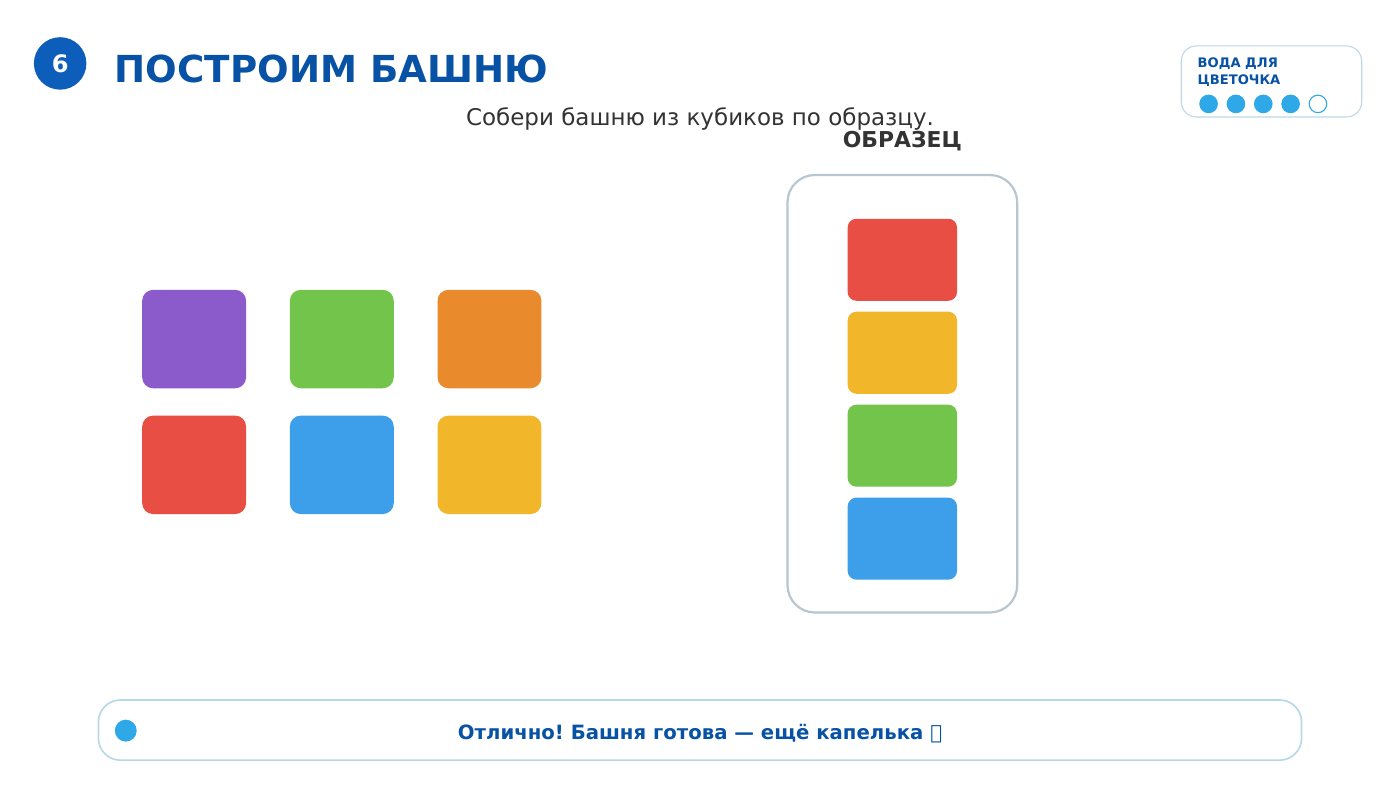 6
ПОСТРОИМ БАШНЮ
ВОДА ДЛЯ
ЦВЕТОЧКА
Собери башню из кубиков по образцу.
ОБРАЗЕЦ
Отлично! Башня готова — ещё капелька